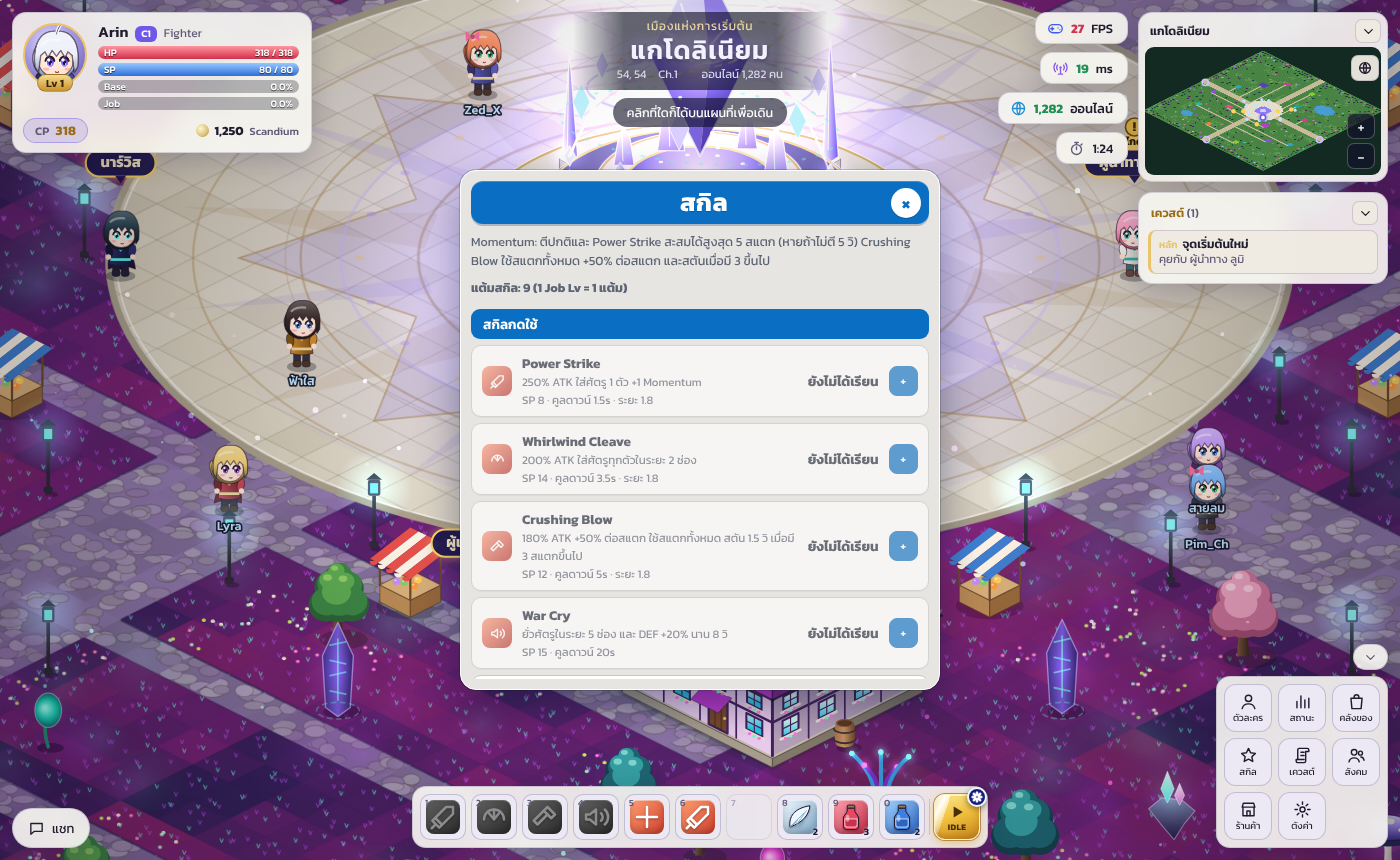 Arin C1 Fighter
HP 318 / 318
SP 80 / 80
Base 0.0%
Job 0.0%
Lv 1
CP 318
1,250 Scandium
เมืองแห่งการเริ่มต้น
แกโดลิเนียม
54, 54 Ch.1 ออนไลน์ 1,282 คน
คลิกที่ใดก็ได้บนแผนที่เพื่อเดิน
27 FPS
19 ms
1,282 ออนไลน์
1:24
แกโดลิเนียม
+
−
เควสต์ (1)
หลัก จุดเริ่มต้นใหม่
คุยกับ ผู้นำทาง ลูมิ
Zed_X
นาร์วิส
ฟ้าใส
Lyra
สายลม
Pim_Ch
สกิล
×
Momentum: ตีปกติและ Power Strike สะสมได้สูงสุด 5 สแตก (หายถ้าไม่ตี 5 วิ) Crushing
Blow ใช้สแตกทั้งหมด +50% ต่อสแตก และสตันเมื่อมี 3 ขึ้นไป
แต้มสกิล: 9 (1 Job Lv = 1 แต้ม)
สกิลกดใช้
Power Strike
250% ATK ใส่ศัตรู 1 ตัว +1 Momentum
SP 8 · คูลดาวน์ 1.5s · ระยะ 1.8
ยังไม่ได้เรียน +
Whirlwind Cleave
200% ATK ใส่ศัตรูทุกตัวในระยะ 2 ช่อง
SP 14 · คูลดาวน์ 3.5s · ระยะ 1.8
ยังไม่ได้เรียน +
Crushing Blow
180% ATK +50% ต่อสแตก ใช้สแตกทั้งหมด สตัน 1.5 วิ เมื่อมี
3 สแตกขึ้นไป
SP 12 · คูลดาวน์ 5s · ระยะ 1.8
ยังไม่ได้เรียน +
War Cry
ยั่วศัตรูในระยะ 5 ช่อง และ DEF +20% นาน 8 วิ
SP 15 · คูลดาวน์ 20s
ยังไม่ได้เรียน +
ตัวละคร สถานะ คลังของ
สกิล เควสต์ สังคม
ร้านค้า ตั้งค่า
แชท
5 6 7 8 2 9 3 0 2 IDLE